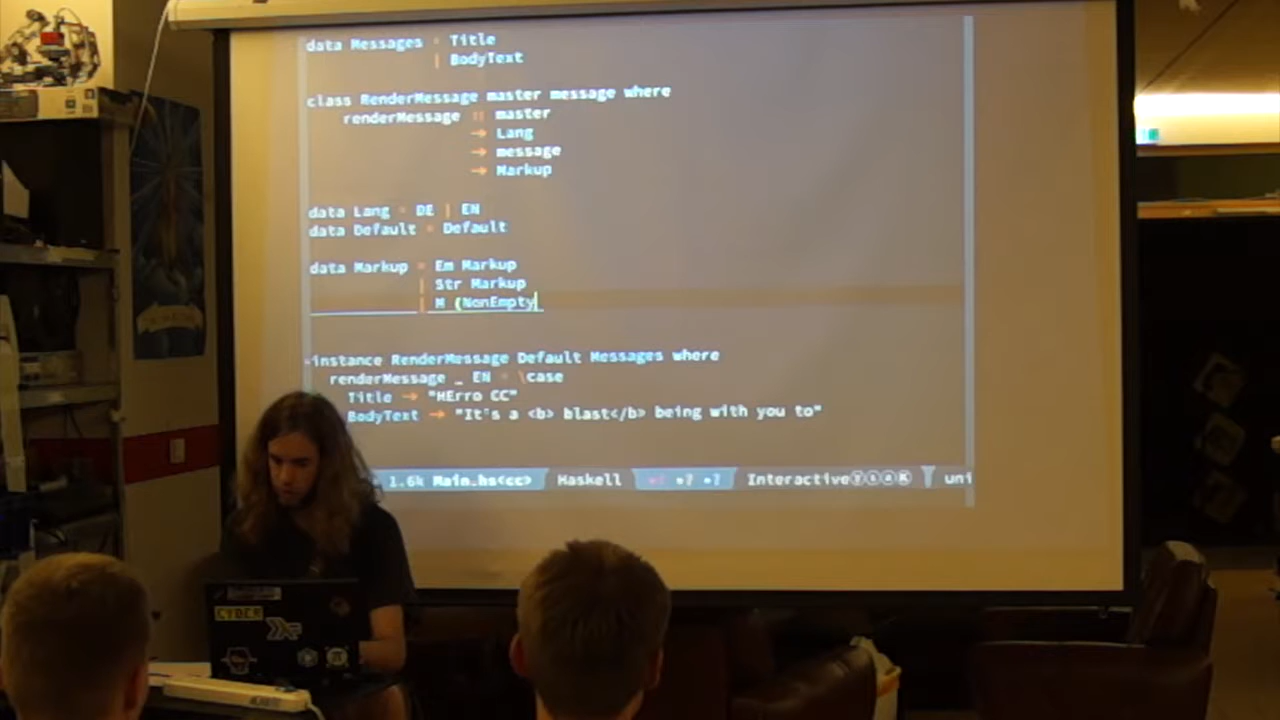 data Messages = Title
| BodyText
class RenderMessage master message where
renderMessage :: master
→ Lang
→ message
→ Markup
data Lang = DE | EN
data Default = Default
data Markup = Em Markup
| Str Markup
| M (NonEmpty
instance RenderMessage Default Messages where
renderMessage _ EN = \case
Title → "HErro CC"
BodyText → "It's a <b> blast</b> being with you to"
1.6k Main.hs<cc> Haskell Interactive ⓨⓢⓐⓚ uni
CYBER